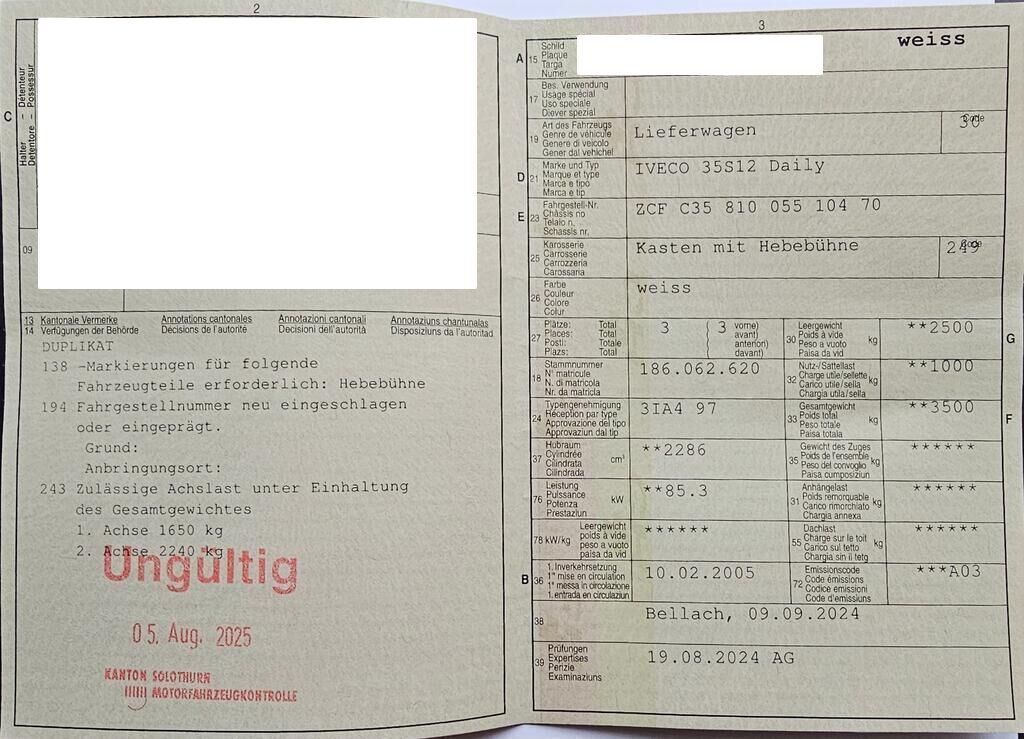 2
Halter – Détenteur
Detentore – Possessur
C
09
13 Kantonale Vermerke Annotations cantonales Annotazioni cantonali Annotaziuns chantunalas
14 Verfügungen der Behörde Décisions de l'autorité Decisioni dell'autorità Disposiziuns da l'autoritad
DUPLIKAT
138 -Markierungen für folgende
Fahrzeugteile erforderlich: Hebebühne
194 Fahrgestellnummer neu eingeschlagen
oder eingeprägt.
Grund:
Anbringungsort:
243 Zulässige Achslast unter Einhaltung
des Gesamtgewichtes
1. Achse 1650 kg
2. Achse 2240 kg
Ungültig
05. Aug. 2025
KANTON SOLOTHURN
MOTORFAHRZEUGKONTROLLE
3
A 15 Schild
Plaque
Targa
Numer
weiss
17 Bes. Verwendung
Usage spécial
Uso speciale
Diever spezial
19 Art des Fahrzeugs
Genre de véhicule
Genere di veicolo
Gener dal vehichel
Lieferwagen
Code
30
D 21 Marke und Typ
Marque et type
Marca e tipo
Marca e tip
IVECO 35S12 Daily
E 23 Fahrgestell-Nr.
Châssis no
Telaio n.
Schassis nr.
ZCF C35 810 055 104 70
25 Karosserie
Carrosserie
Carrozzeria
Carossaria
Kasten mit Hebebühne
Code
249
26 Farbe
Couleur
Colore
Colur
weiss
27 Plätze: Total
Places: Total
Posti: Totale
Plazs: Total
3 ( 3 vorne)
avant)
anteriori)
davant)
30 Leergewicht
Poids à vide
Peso a vuoto
Paisa da vid
kg
**2500
G
18 Stammnummer
N° matricule
N. di matricola
Nr. da matricla
186.062.620
32 Nutz-/Sattellast
Charge utile/sellette
Carico utile/sella
Chargia utila/sella
kg
**1000
24 Typengenehmigung
Réception par type
Approvazione del tipo
Approvaziun dal tip
3IA4 97
33 Gesamtgewicht
Poids total
Peso totale
Paisa totala
kg
**3500
F
37 Hubraum
Cylindrée
Cilindrata
Cilindrada
cm³
**2286
35 Gewicht des Zuges
Poids de l'ensemble
Peso del convoglio
Paisa cumposiziun
kg
******
76 Leistung
Puissance
Potenza
Prestaziun
kW
**85.3
31 Anhängelast
Poids remorquable
Carico rimorchiato
Chargia annexa
kg
******
78 kW/kg
Leergewicht
poids à vide
peso a vuoto
paisa da vid
******
55 Dachlast
Charge sur le toit
Carico sul tetto
Chargia sin il tetg
kg
******
B 36 1. Inverkehrsetzung
1re mise en circulation
1a messa in circolazione
1. entrada en circulaziun
10.02.2005
72 Emissionscode
Code émissions
Codice emissioni
Code d'emissiuns
***A03
38
Bellach, 09.09.2024
39 Prüfungen
Expertises
Perizie
Examinaziuns
19.08.2024 AG